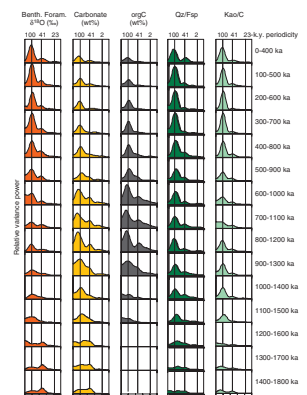 Benth. Foram. Carbonate orgC Qz/Fsp Kao/C
δ18O (‰) (wt%) (wt%)
100 41 23 100 41 2 100 41 2 100 41 2 100 41 23 k.y. periodicity
0-400 ka
100-500 ka
200-600 ka
300-700 ka
400-800 ka
500-900 ka
600-1000 ka
700-1100 ka
800-1200 ka
900-1300 ka
1000-1400 ka
1100-1500 ka
1200-1600 ka
1300-1700 ka
1400-1800 ka
Relative variance power